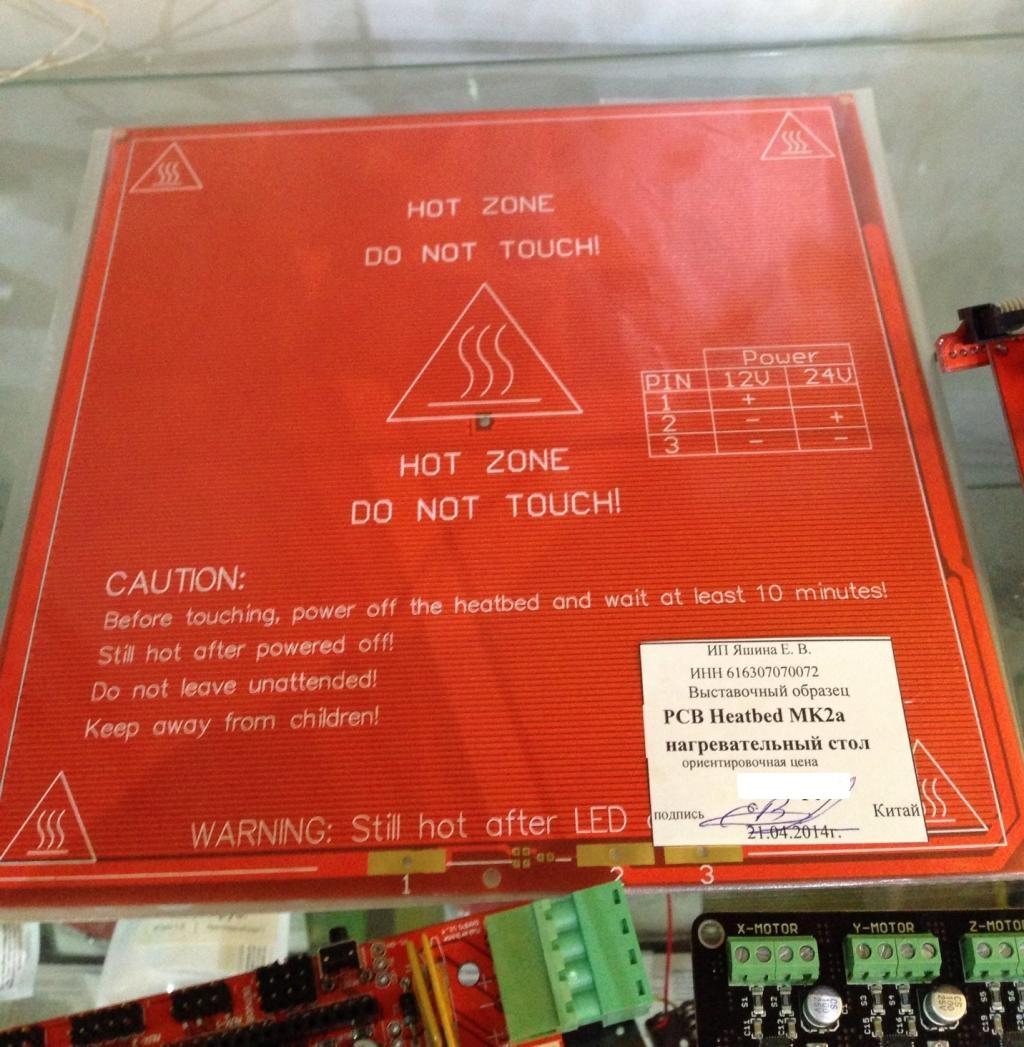 HOT ZONE
DO NOT TOUCH!
Power
PIN 12V 24V
1 +
2 - +
3 - -
HOT ZONE
DO NOT TOUCH!
CAUTION:
Before touching, power off the heatbed and wait at least 10 minutes!
Still hot after powered off!
Do not leave unattended!
Keep away from children!
ИП Яшина Е. В.
ИНН 616307070072
Выставочный образец
PCB Heatbed MK2a
нагревательный стол
ориентировочная цена
подпись Китай
21.04.2014г.
WARNING: Still hot after LED
1 2 3
X-MOTOR Y-MOTOR Z-MOTOR